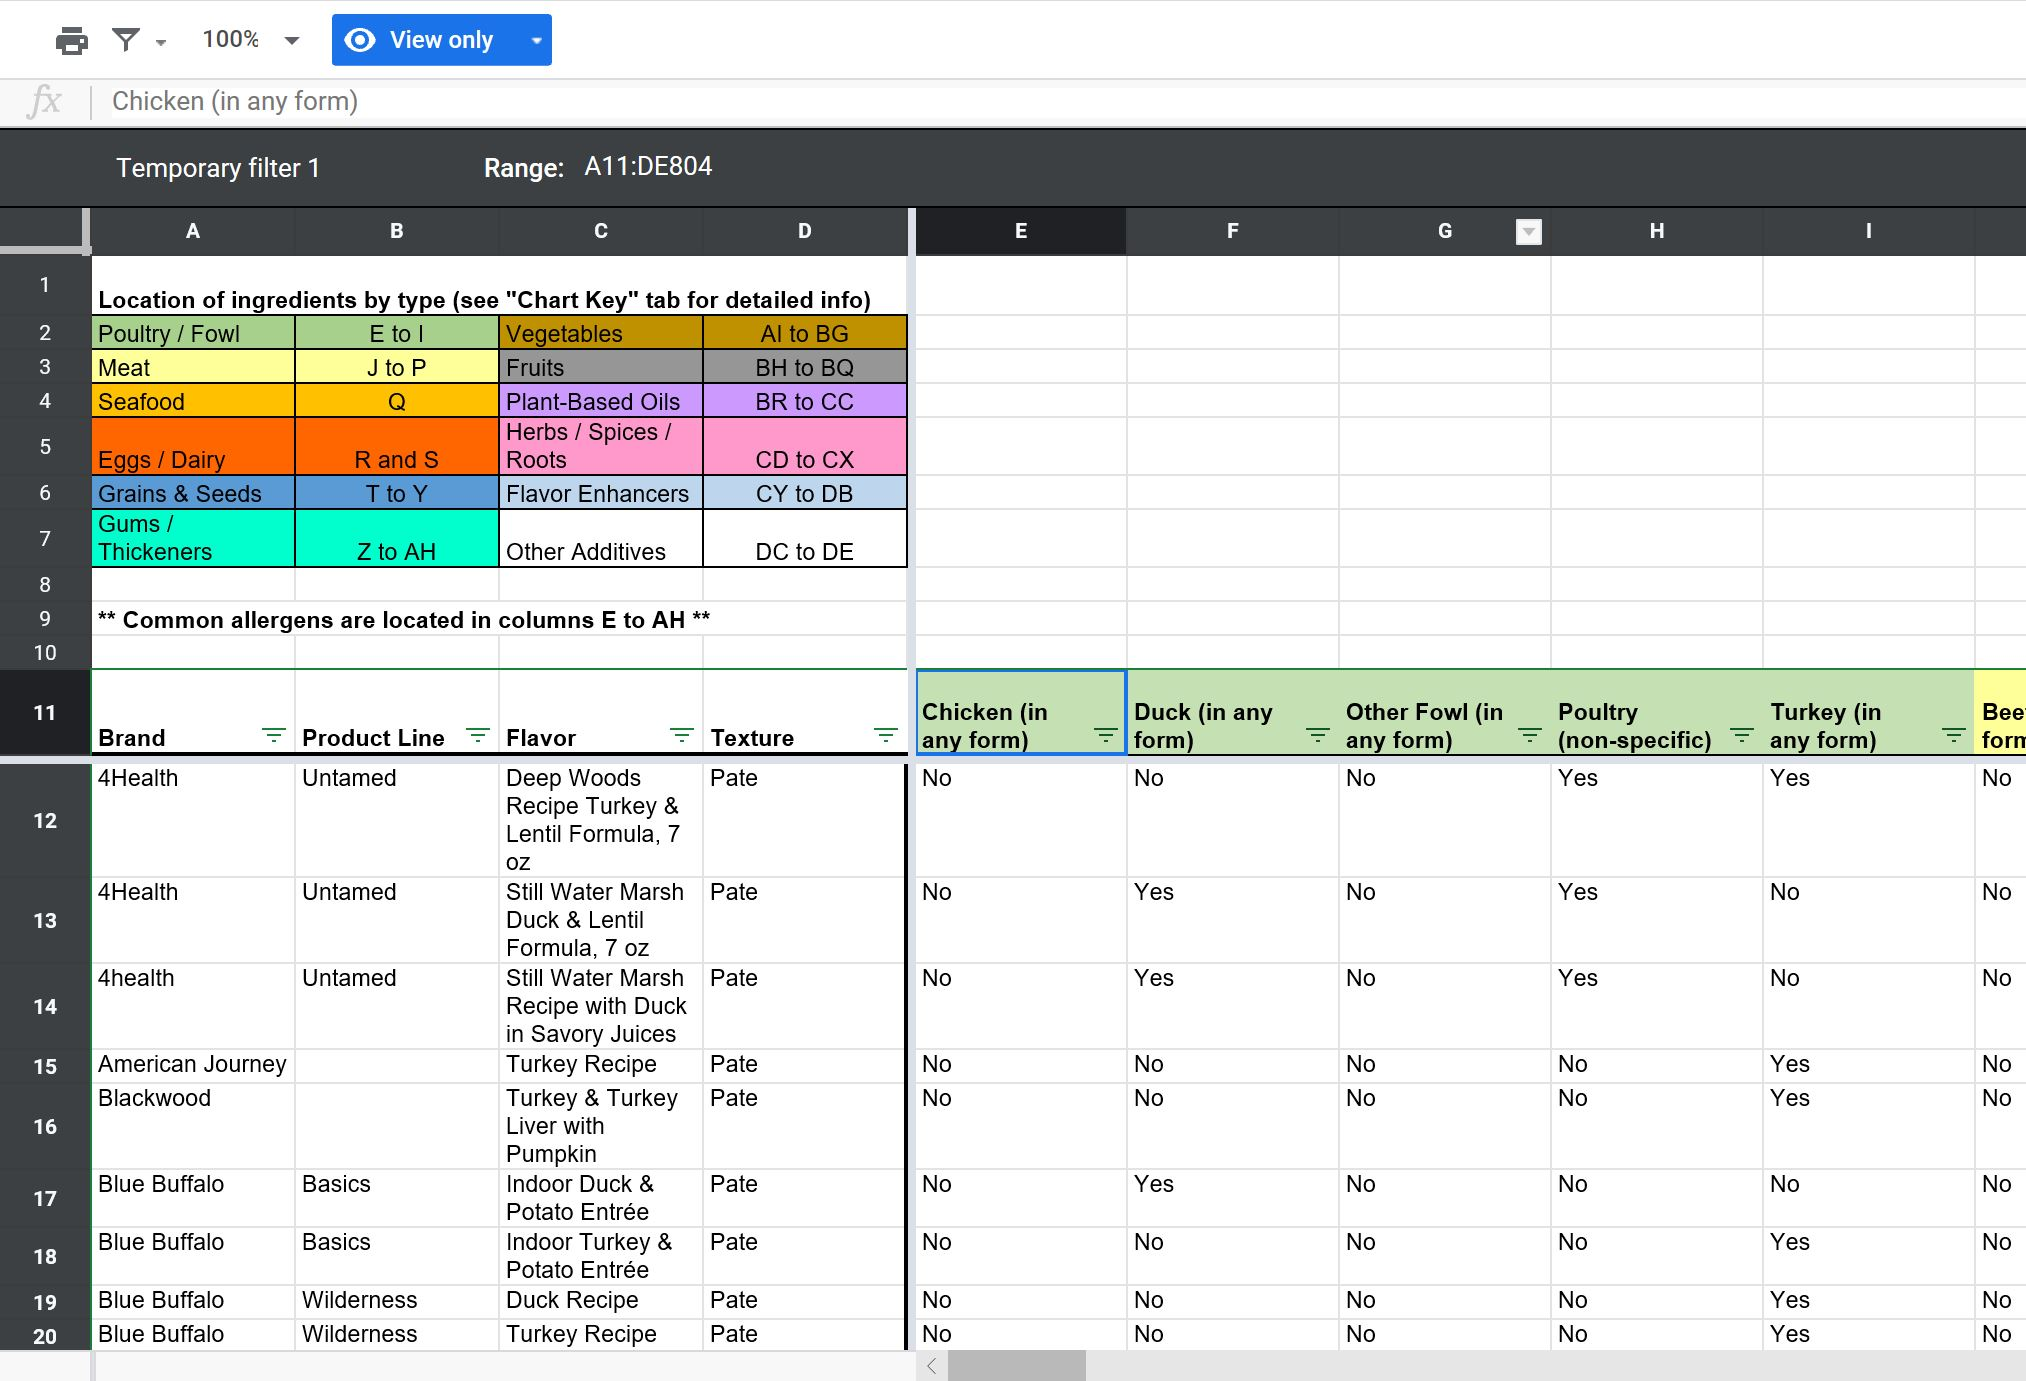 100%
View only
fx
Chicken (in any form)
Temporary filter 1 Range: A11:DE804
A B C D E F G H I
1 Location of ingredients by type (see "Chart Key" tab for detailed info)
2 Poultry / Fowl E to I Vegetables AI to BG
3 Meat J to P Fruits BH to BQ
4 Seafood Q Plant-Based Oils BR to CC
5 Eggs / Dairy R and S Herbs / Spices /
Roots CD to CX
6 Grains & Seeds T to Y Flavor Enhancers CY to DB
7 Gums /
Thickeners Z to AH Other Additives DC to DE
8
9 ** Common allergens are located in columns E to AH **
10
11 Brand Product Line Flavor Texture Chicken (in
any form) Duck (in any
form) Other Fowl (in
any form) Poultry
(non-specific) Turkey (in
any form)
12 4Health Untamed Deep Woods
Recipe Turkey &
Lentil Formula, 7
oz Pate No No No Yes Yes No
13 4Health Untamed Still Water Marsh
Duck & Lentil
Formula, 7 oz Pate No Yes No Yes No No
14 4health Untamed Still Water Marsh
Recipe with Duck
in Savory Juices Pate No Yes No Yes No No
15 American Journey Turkey Recipe Pate No No No No Yes No
16 Blackwood Turkey & Turkey
Liver with
Pumpkin Pate No No No No Yes No
17 Blue Buffalo Basics Indoor Duck &
Potato Entrée Pate No Yes No No No No
18 Blue Buffalo Basics Indoor Turkey &
Potato Entrée Pate No No No No Yes No
19 Blue Buffalo Wilderness Duck Recipe Pate No No No No Yes No
20 Blue Buffalo Wilderness Turkey Recipe Pate No No No No Yes No